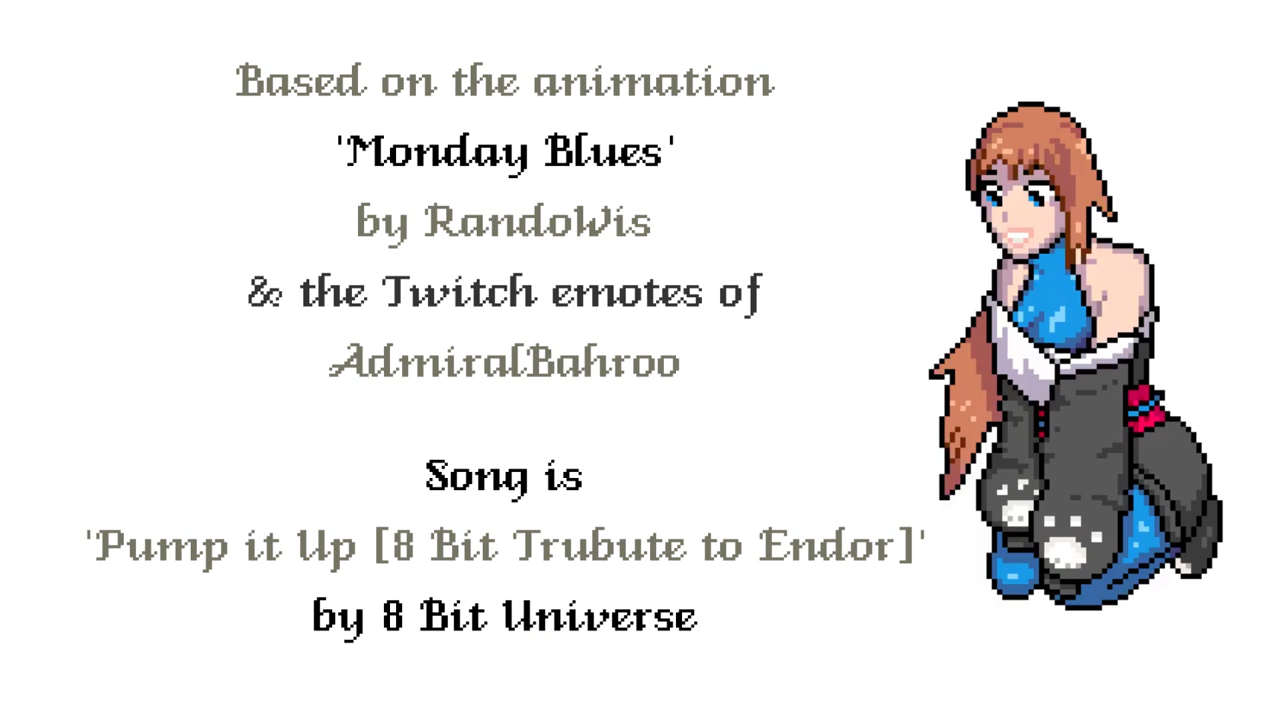 Based on the animation
'Monday Blues'
by RandoWis
& the Twitch emotes of
AdmiralBahroo
Song is
'Pump it Up [8 Bit Trubute to Endor]'
by 8 Bit Universe